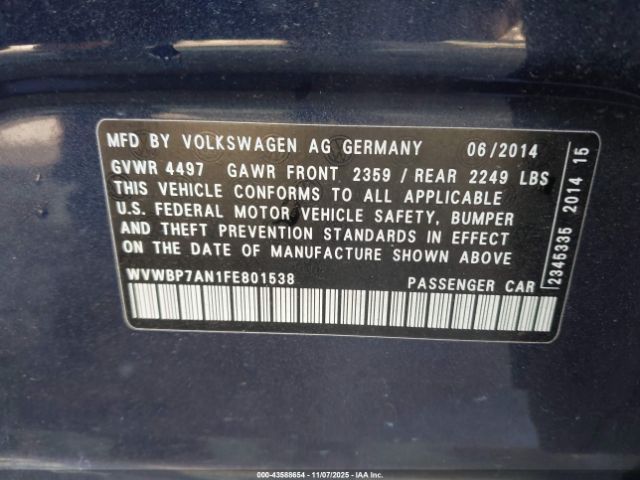 MFD BY VOLKSWAGEN AG GERMANY 06/2014
GVWR 4497 GAWR FRONT 2359 / REAR 2249 LBS
THIS VEHICLE CONFORMS TO ALL APPLICABLE
U.S. FEDERAL MOTOR VEHICLE SAFETY, BUMPER
AND THEFT PREVENTION STANDARDS IN EFFECT
ON THE DATE OF MANUFACTURE SHOWN ABOVE
WVWBP7AN1FE801538 PASSENGER CAR
2345335 2014 15
000-43588654 - 11/07/2025 - IAA, Inc.